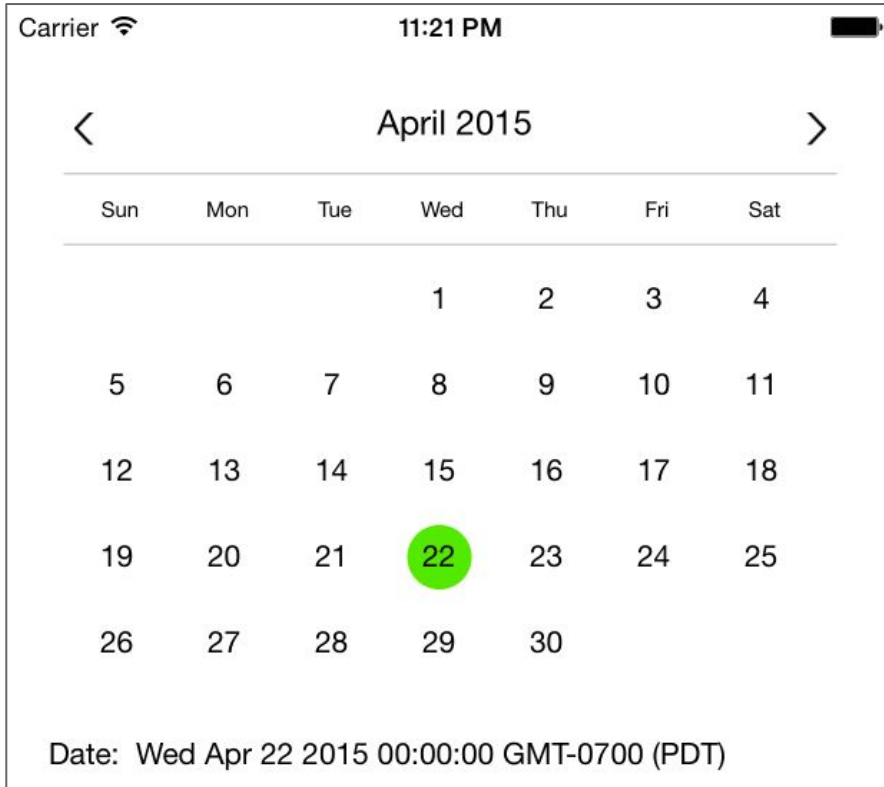 Carrier 11:21 PM
April 2015
Sun Mon Tue Wed Thu Fri Sat
1 2 3 4
5 6 7 8 9 10 11
12 13 14 15 16 17 18
19 20 21 22 23 24 25
26 27 28 29 30
Date: Wed Apr 22 2015 00:00:00 GMT-0700 (PDT)